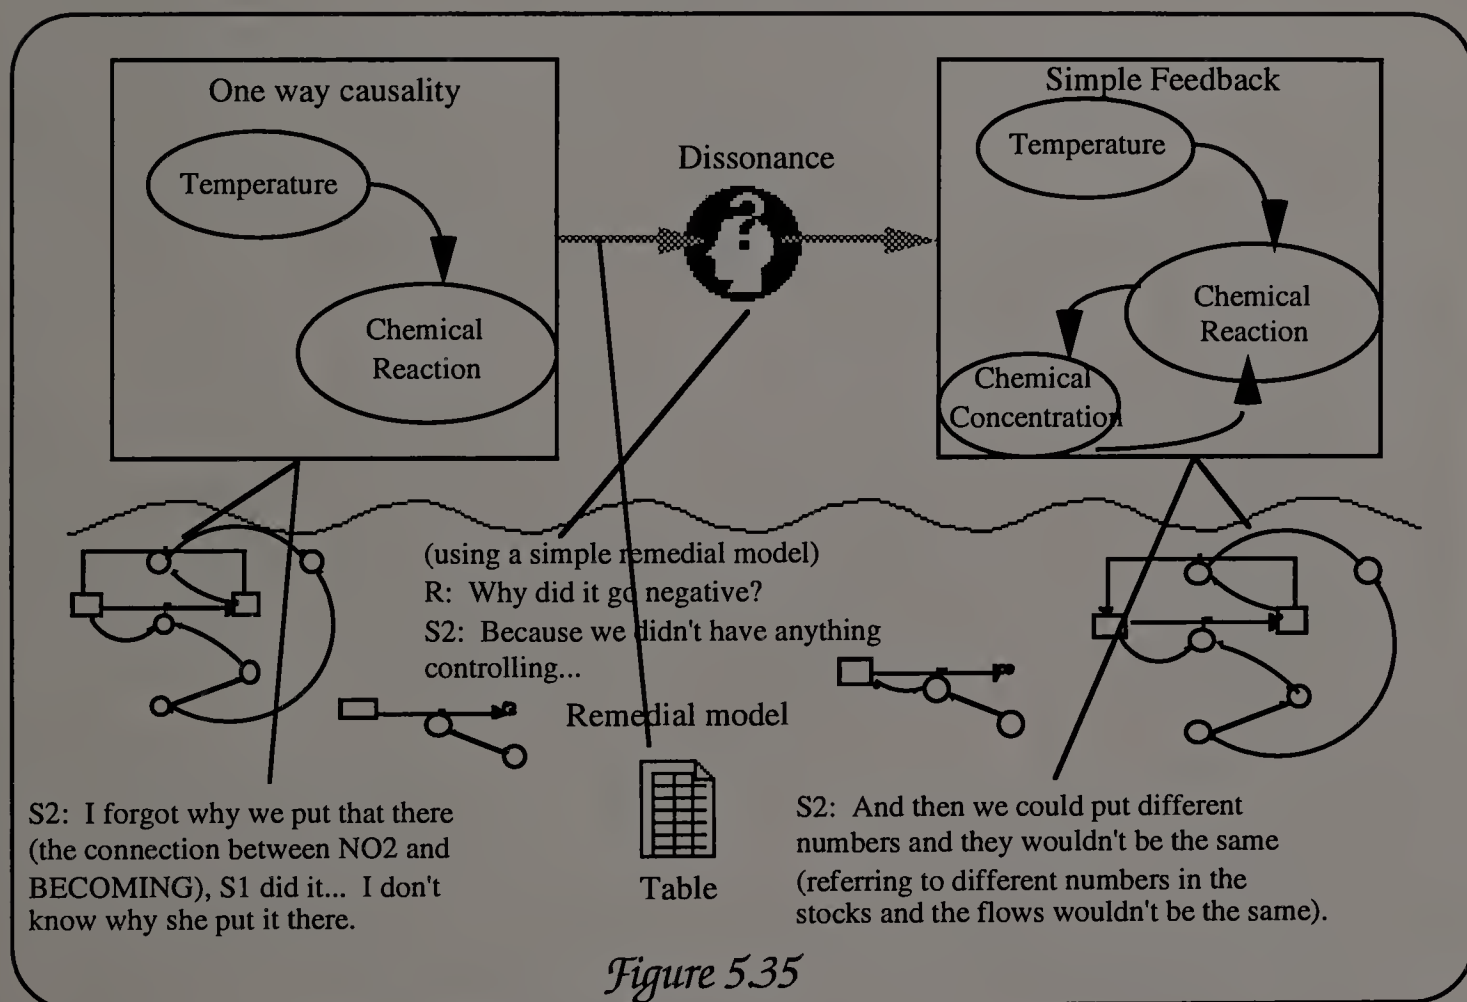 One way causality
Temperature
Chemical
Reaction
Dissonance
?
Simple Feedback
Temperature
Chemical
Reaction
Chemical
Concentration
(using a simple remedial model)
R: Why did it go negative?
S2: Because we didn't have anything
controlling...
Remedial model
Table
S2: I forgot why we put that there
(the connection between NO2 and
BECOMING), S1 did it... I don't
know why she put it there.
S2: And then we could put different
numbers and they wouldn't be the same
(referring to different numbers in the
stocks and the flows wouldn't be the same).
Figure 5.35